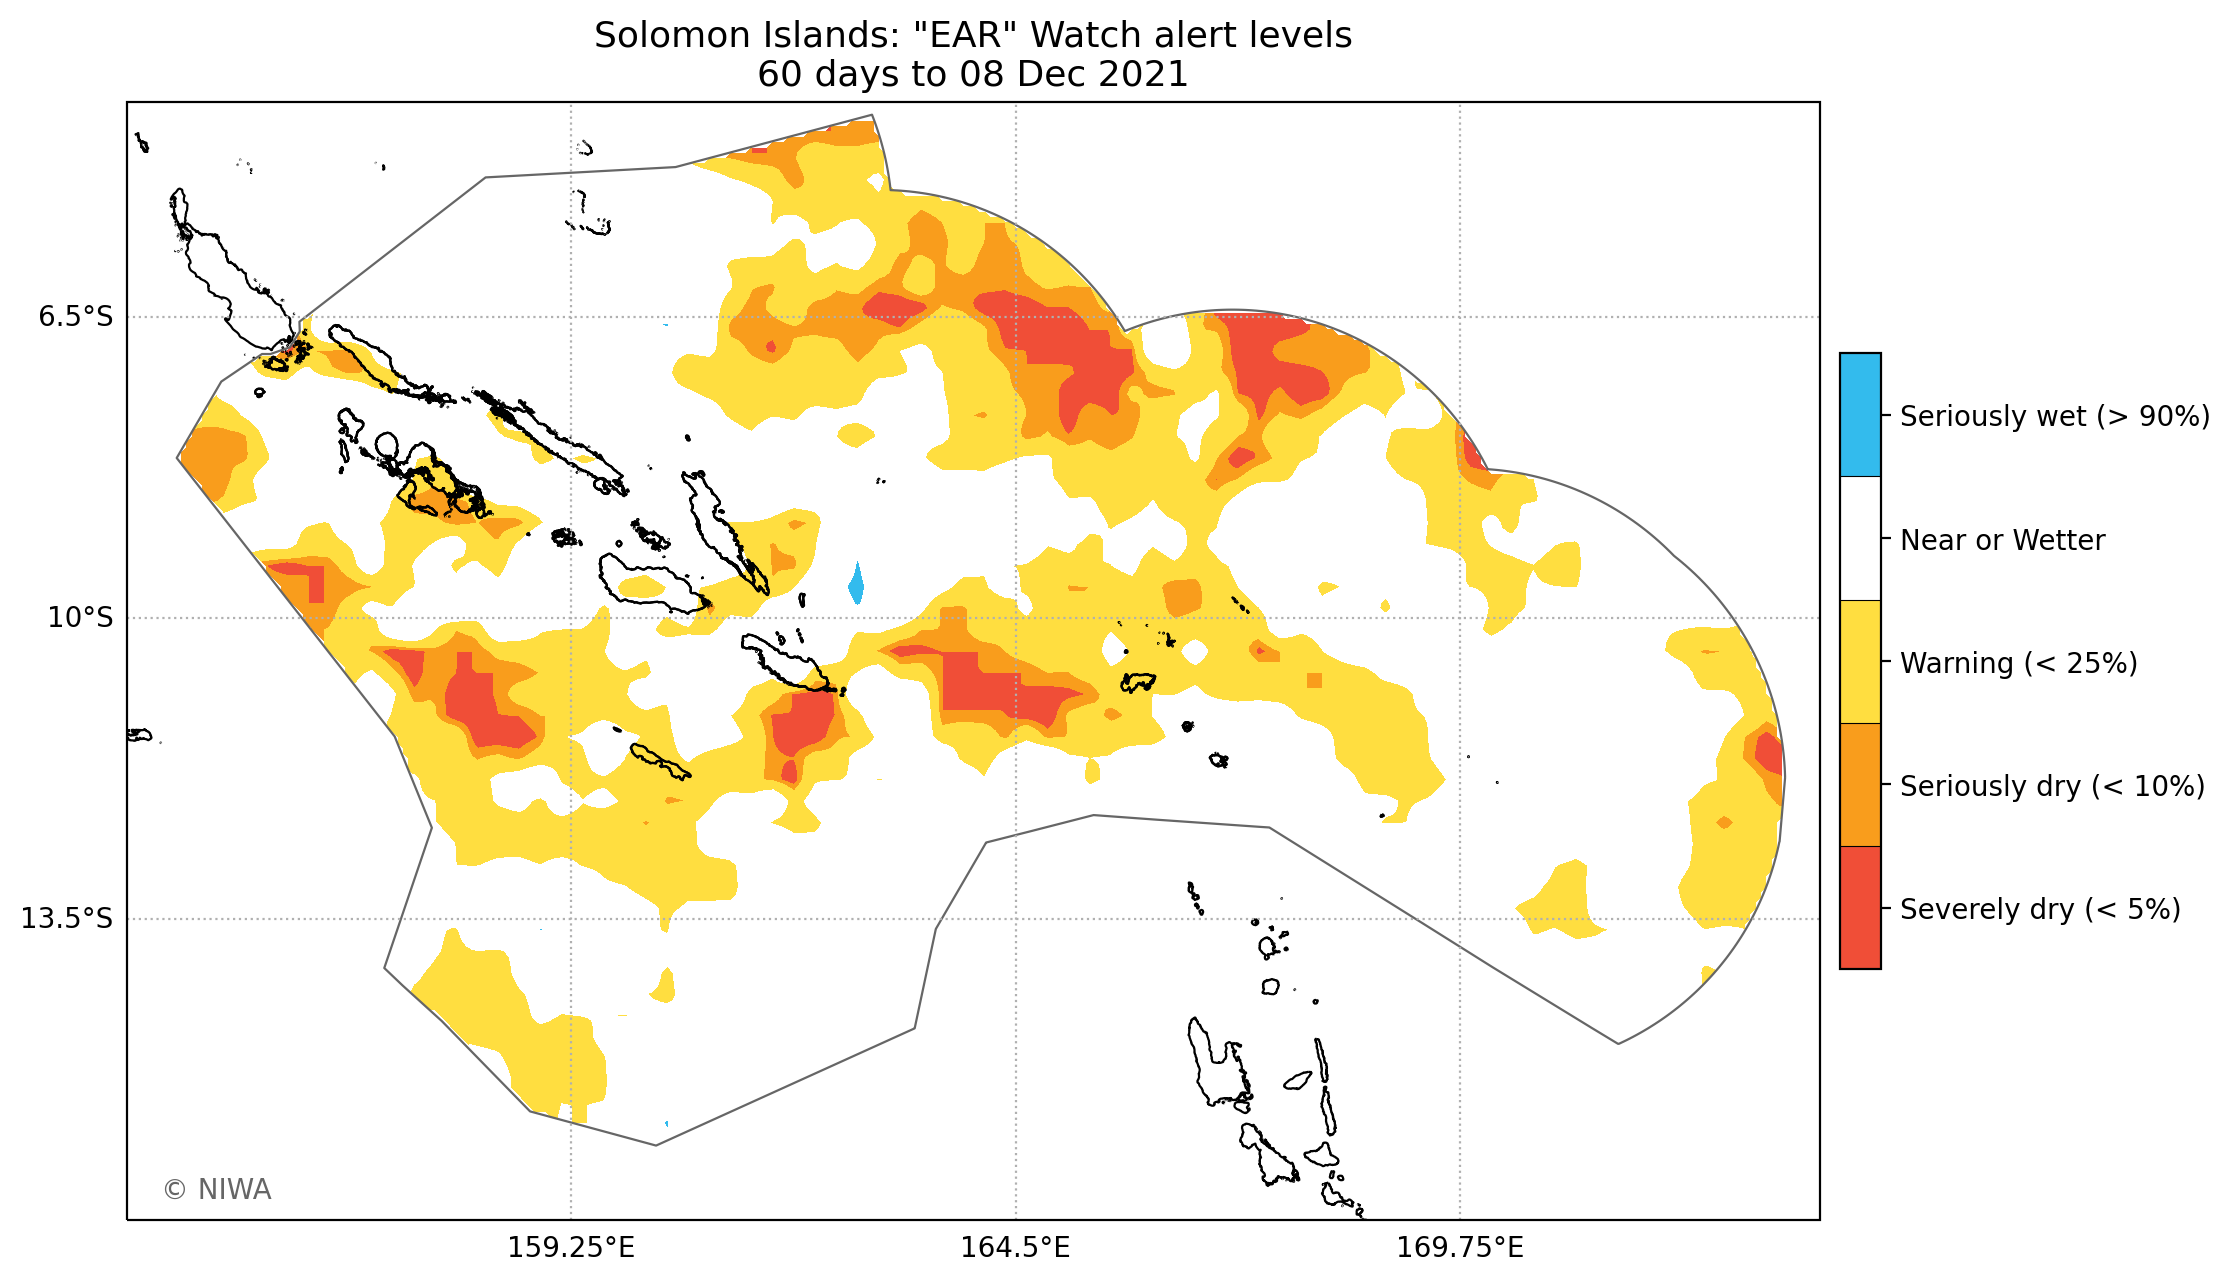 Solomon Islands: "EAR" Watch alert levels
60 days to 08 Dec 2021
6.5°S
10°S
13.5°S
159.25°E
164.5°E
169.75°E
Seriously wet (> 90%)
Near or Wetter
Warning (< 25%)
Seriously dry (< 10%)
Severely dry (< 5%)
© NIWA